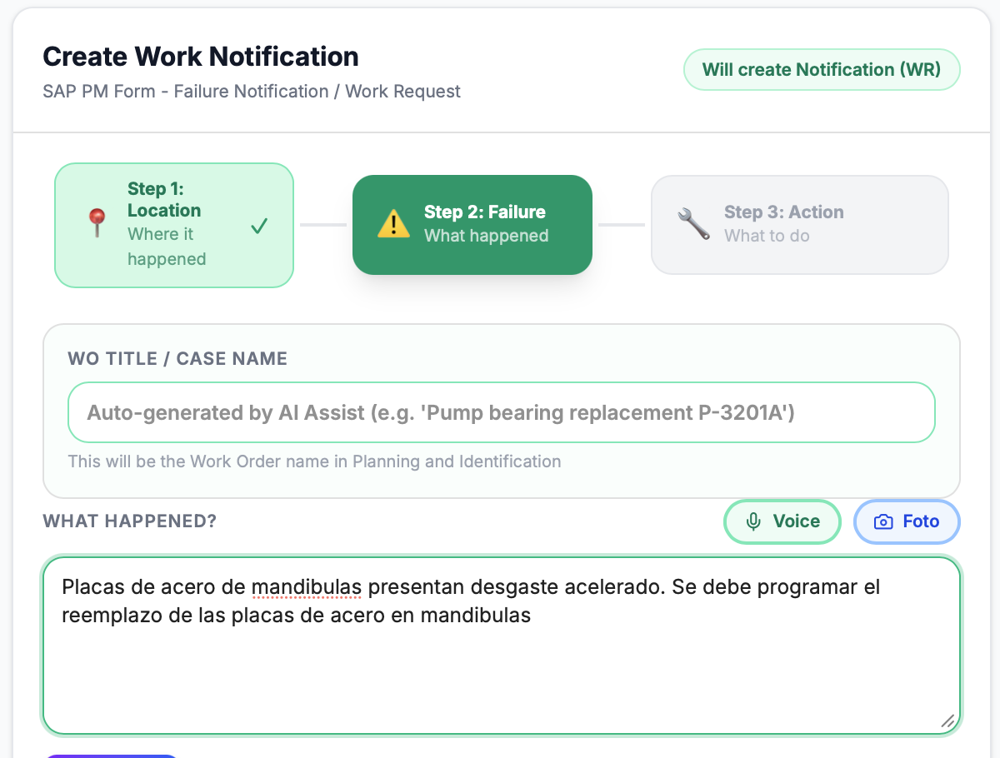 Create Work Notification
SAP PM Form - Failure Notification / Work Request
Will create Notification (WR)
Step 1:
Location
Where it
happened
Step 2: Failure
What happened
Step 3: Action
What to do
WO TITLE / CASE NAME
Auto-generated by AI Assist (e.g. 'Pump bearing replacement P-3201A')
This will be the Work Order name in Planning and Identification
WHAT HAPPENED?
Voice
Foto
Placas de acero de mandibulas presentan desgaste acelerado. Se debe programar el
reemplazo de las placas de acero en mandibulas